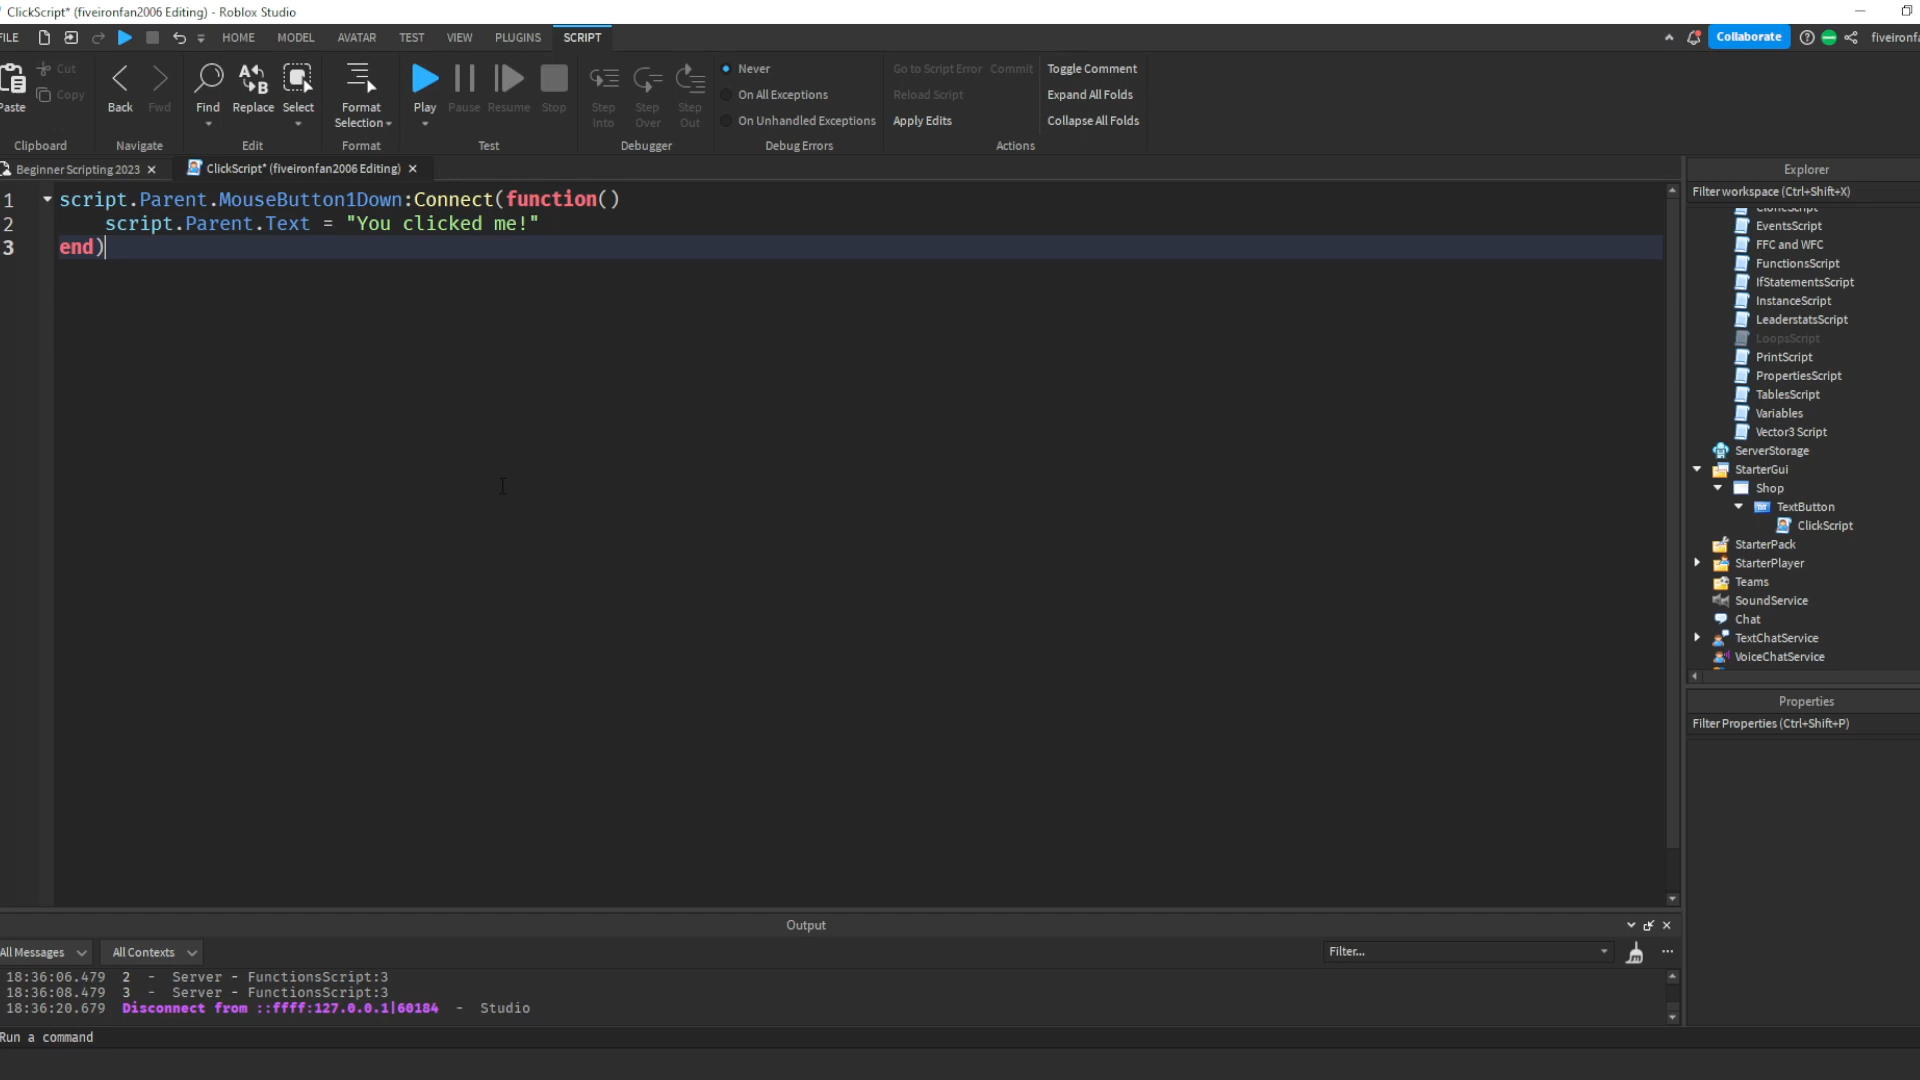 ClickScript* (fiveironfan2006 Editing) - Roblox Studio
FILE HOME MODEL AVATAR TEST VIEW PLUGINS SCRIPT Collaborate
Paste
Cut
Copy
Back
Fwd
Find
Replace
Select
Format
Selection
Play
Pause
Resume
Stop
Step
Into
Step
Over
Step
Out
Never
On All Exceptions
On Unhandled Exceptions
Go to Script Error
Commit
Reload Script
Apply Edits
Toggle Comment
Expand All Folds
Collapse All Folds
Clipboard Navigate Edit Format Test Debugger Debug Errors Actions
Beginner Scripting 2023
ClickScript* (fiveironfan2006 Editing)
1 script.Parent.MouseButton1Down:Connect(function()
2 script.Parent.Text = "You clicked me!"
3 end)
Explorer
Filter workspace (Ctrl+Shift+X)
EventsScript
FFC and WFC
FunctionsScript
IfStatementsScript
InstanceScript
LeaderstatsScript
LoopsScript
PrintScript
PropertiesScript
TablesScript
Variables
Vector3 Script
ServerStorage
StarterGui
Shop
TextButton
ClickScript
StarterPack
StarterPlayer
Teams
SoundService
Chat
TextChatService
VoiceChatService
Properties
Filter Properties (Ctrl+Shift+P)
Output
All Messages
All Contexts
Filter...
18:36:06.479 2 - Server - FunctionsScript:3
18:36:08.479 3 - Server - FunctionsScript:3
18:36:20.679 Disconnect from ::ffff:127.0.0.1|60184 - Studio
Run a command